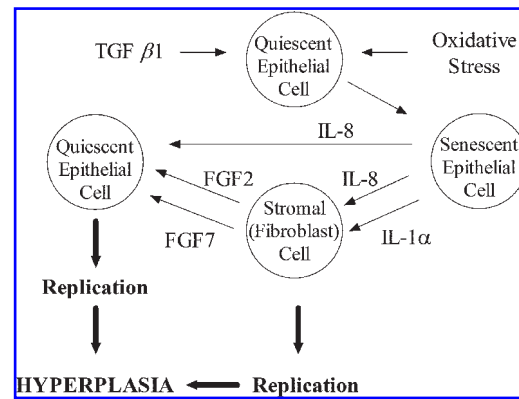 TGF β1
Quiescent
Epithelial
Cell
Oxidative
Stress
IL-8
Quiescent
Epithelial
Cell
Senescent
Epithelial
Cell
FGF2
IL-8
Stromal
(Fibroblast)
Cell
FGF7
IL-1α
Replication
HYPERPLASIA
Replication